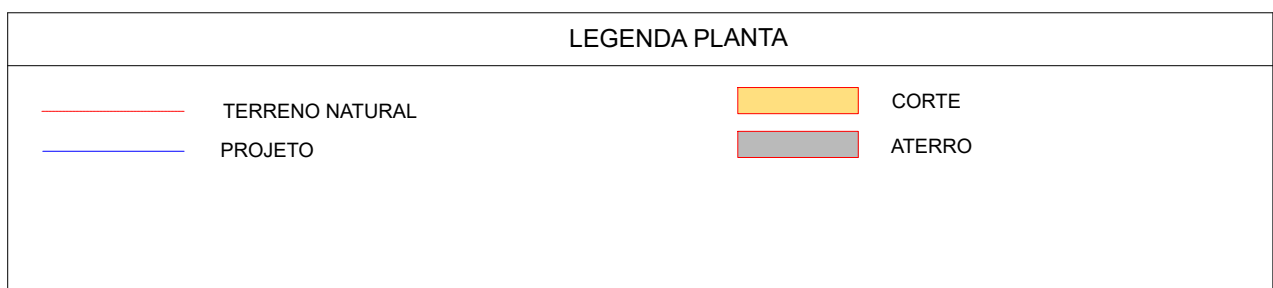 LEGENDA PLANTA
TERRENO NATURAL
PROJETO
CORTE
ATERRO